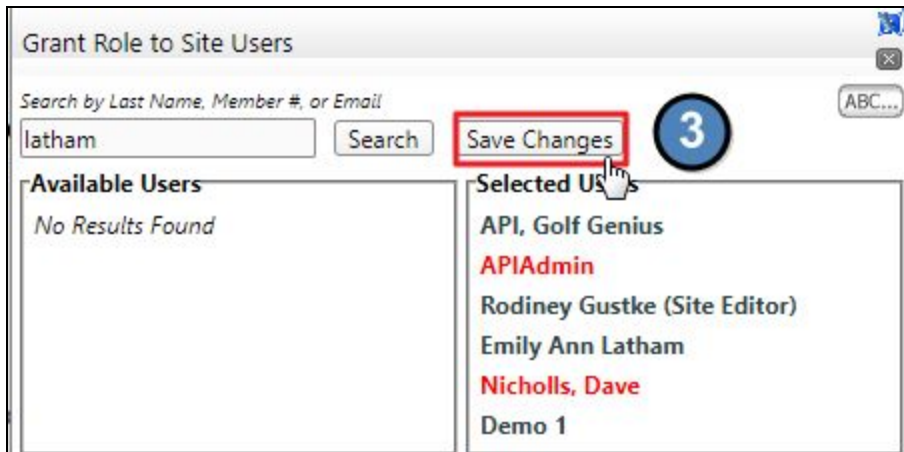 Grant Role to Site Users
Search by Last Name, Member #, or Email
ABC...
latham
Search
Save Changes
3
Available Users
No Results Found
Selected
API, Golf Genius
APIAdmin
Rodiney Gustke (Site Editor)
Emily Ann Latham
Nicholls, Dave
Demo 1